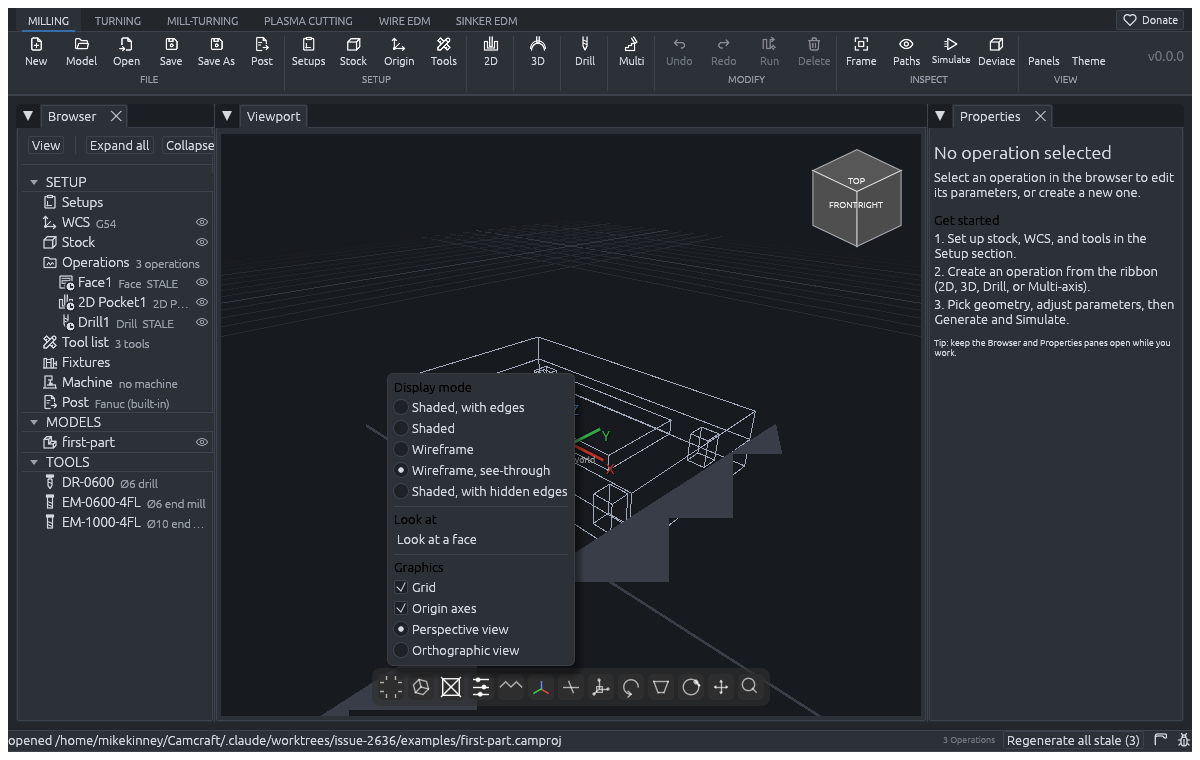 MILLING TURNING MILL-TURNING PLASMA CUTTING WIRE EDM SINKER EDM Donate
New Model Open Save Save As Post Setups Stock Origin Tools 2D 3D Drill Multi Undo Redo Run Delete Frame Paths Simulate Deviate Panels Theme v0.0.0
FILE SETUP MODIFY INSPECT VIEW
Browser Viewport Properties
View Expand all Collapse
TOP
FRONT RIGHT
SETUP
Setups
WCS G54
Stock
Operations 3 operations
Face1 Face STALE
2D Pocket1 2D P...
Drill1 Drill STALE
Tool list 3 tools
Fixtures
Machine no machine
Post Fanuc (built-in)
MODELS
first-part
TOOLS
DR-0600 Ø6 drill
EM-0600-4FL Ø6 end mill
EM-1000-4FL Ø10 end ...
Display mode
Shaded, with edges
Shaded
Wireframe
Wireframe, see-through
Shaded, with hidden edges
Look at
Look at a face
Graphics
Grid
Origin axes
Perspective view
Orthographic view
Z
Y
X
No operation selected
Select an operation in the browser to edit
its parameters, or create a new one.
Get started
1. Set up stock, WCS, and tools in the
Setup section.
2. Create an operation from the ribbon
(2D, 3D, Drill, or Multi-axis).
3. Pick geometry, adjust parameters, then
Generate and Simulate.
Tip: keep the Browser and Properties panes open while you
work.
opened /home/mikekinney/Camcraft/.claude/worktrees/issue-2636/examples/first-part.camproj 3 Operations Regenerate all stale (3)